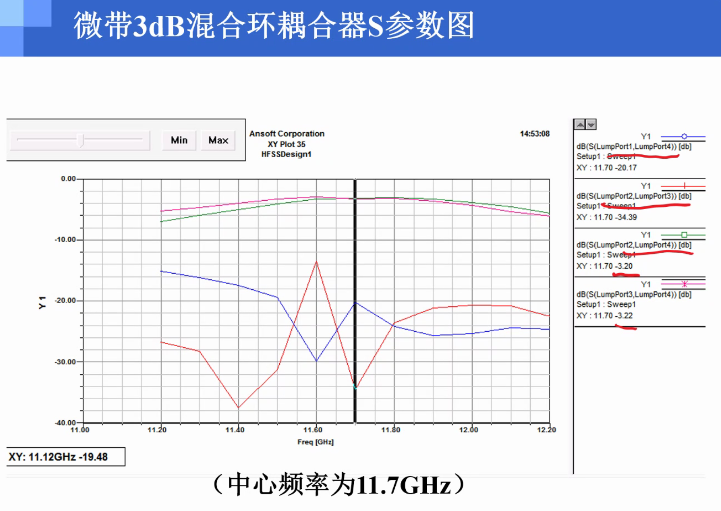 微带3dB混合环耦合器S参数图
Min Max
Ansoft Corporation
XY Plot 35
HFSSDesign1
14:53:08
Y1
dB(S(LumpPort1,LumpPort4)) [db]
Setup1 : Sweep1
XY : 11.70 -20.17
Y1
dB(S(LumpPort2,LumpPort3)) [db]
Setup1 : Sweep1
XY : 11.70 -34.39
Y1
dB(S(LumpPort2,LumpPort4)) [db]
Setup1 : Sweep1
XY : 11.70 -3.20
Y1
dB(S(LumpPort3,LumpPort4)) [db]
Setup1 : Sweep1
XY : 11.70 -3.22
0.00
-10.00
-20.00
-30.00
-40.00
Y 1
11.00 11.20 11.40 11.60 11.80 12.00 12.20
Freq [GHz]
XY: 11.12GHz -19.48
（中心频率为11.7GHz）